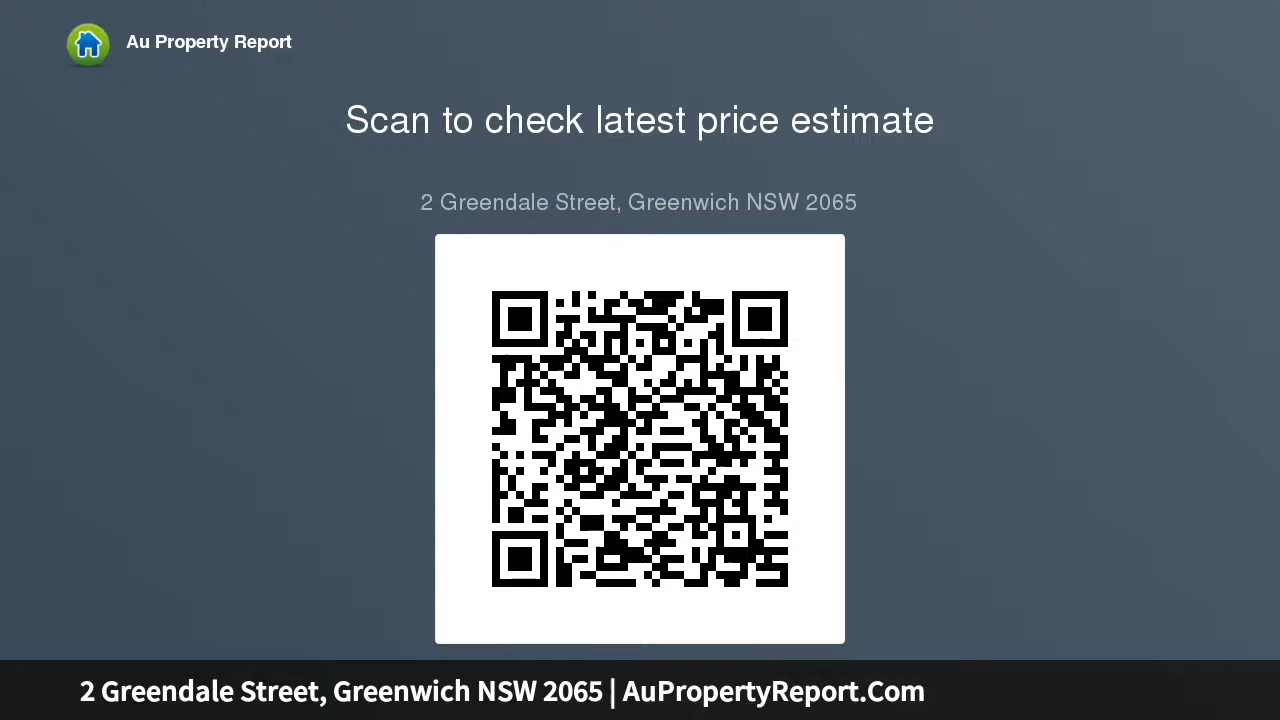 Au Property Report
Scan to check latest price estimate
2 Greendale Street, Greenwich NSW 2065
2 Greendale Street, Greenwich NSW 2065 | AuPropertyReport.Com